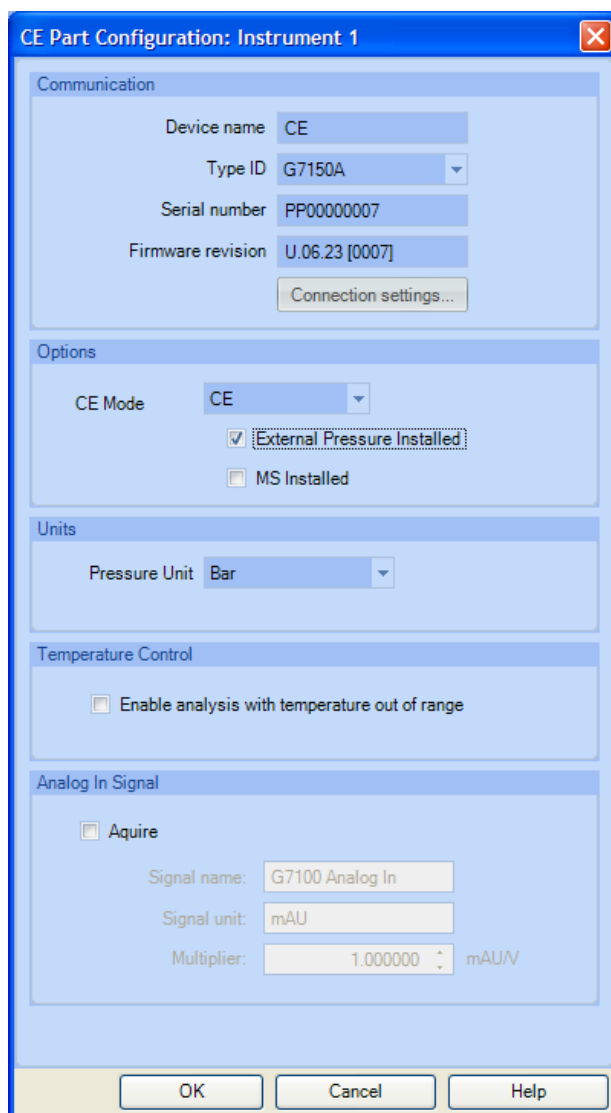 CE Part Configuration: Instrument 1
Communication
Device name CE
Type ID G7150A
Serial number PP00000007
Firmware revision U.06.23 [0007]
Connection settings...
Options
CE Mode CE
External Pressure Installed
MS Installed
Units
Pressure Unit Bar
Temperature Control
Enable analysis with temperature out of range
Analog In Signal
Aquire
Signal name: G7100 Analog In
Signal unit: mAU
Multiplier: 1.000000 mAU/V
OK Cancel Help